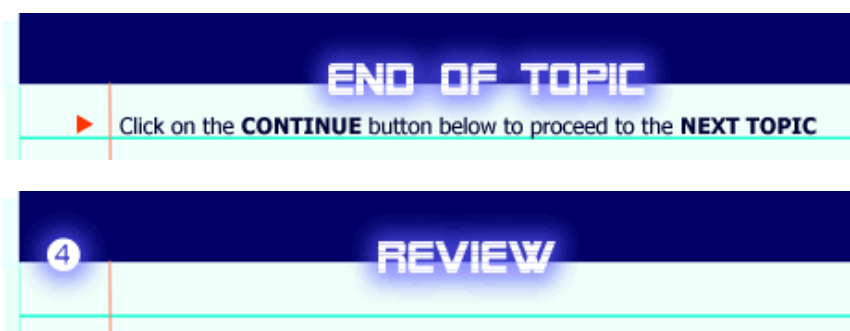 END OF TOPIC
Click on the CONTINUE button below to proceed to the NEXT TOPIC
4
REVIEW